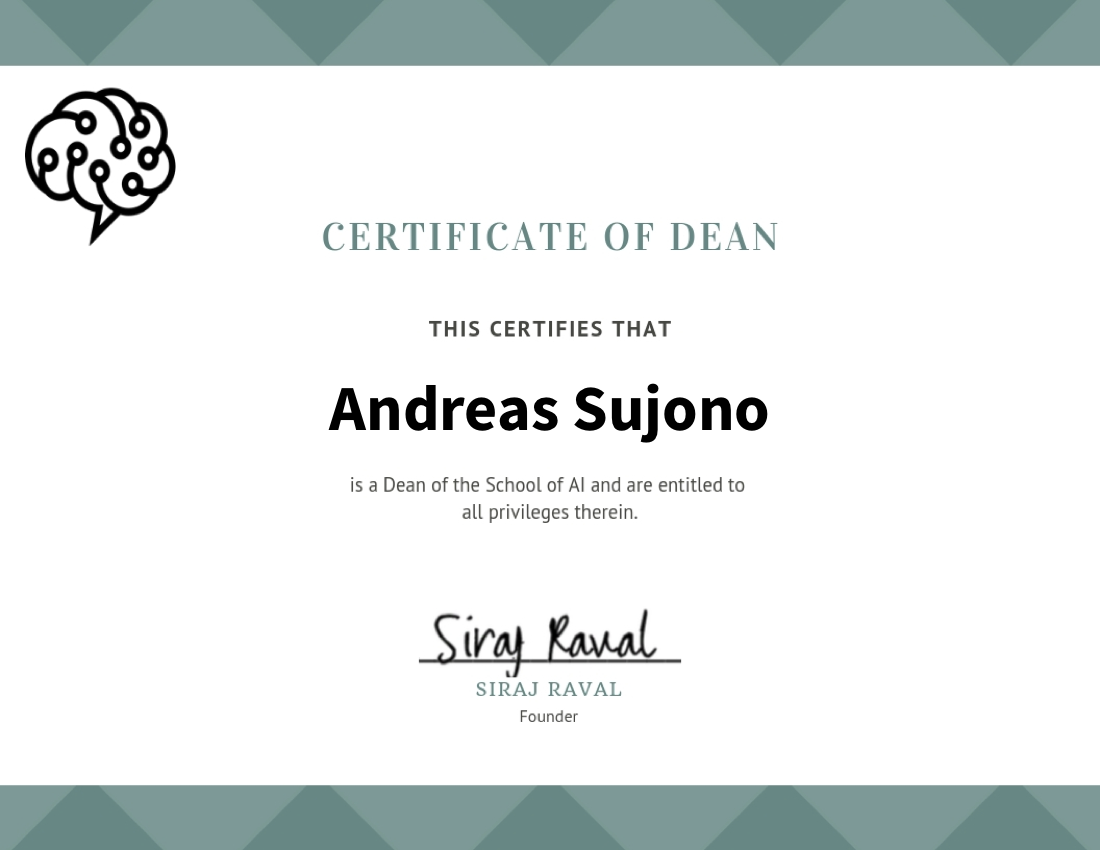 CERTIFICATE OF DEAN
THIS CERTIFIES THAT
Andreas Sujono
is a Dean of the School of AI and are entitled to
all privileges therein.
Siraj Raval
SIRAJ RAVAL
Founder